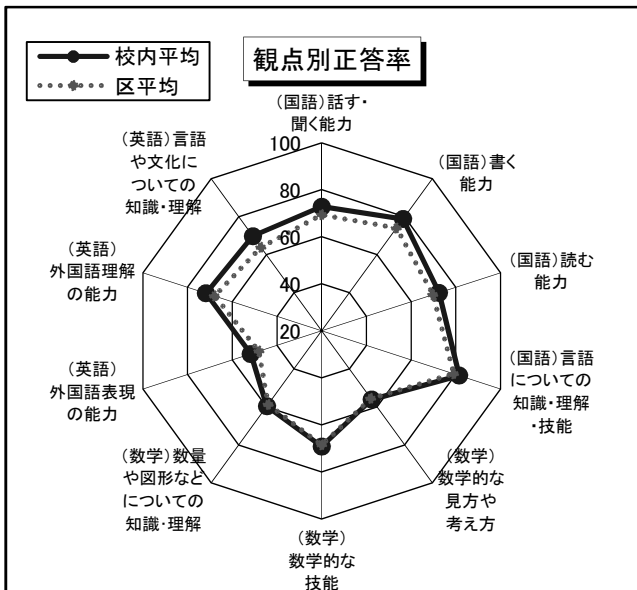 校内平均
区平均
観点別正答率
(国語)話す・
聞く能力
(国語)書く
能力
(国語)読む
能力
(国語)言語
についての
知識・理解
・技能
(数学)
数学的な
見方や
考え方
(数学)
数学的な
技能
(数学)数量
や図形など
についての
知識・理解
(英語)
外国語表現
の能力
(英語)
外国語理解
の能力
(英語)言語
や文化に
ついての
知識・理解
100
80
60
40
20